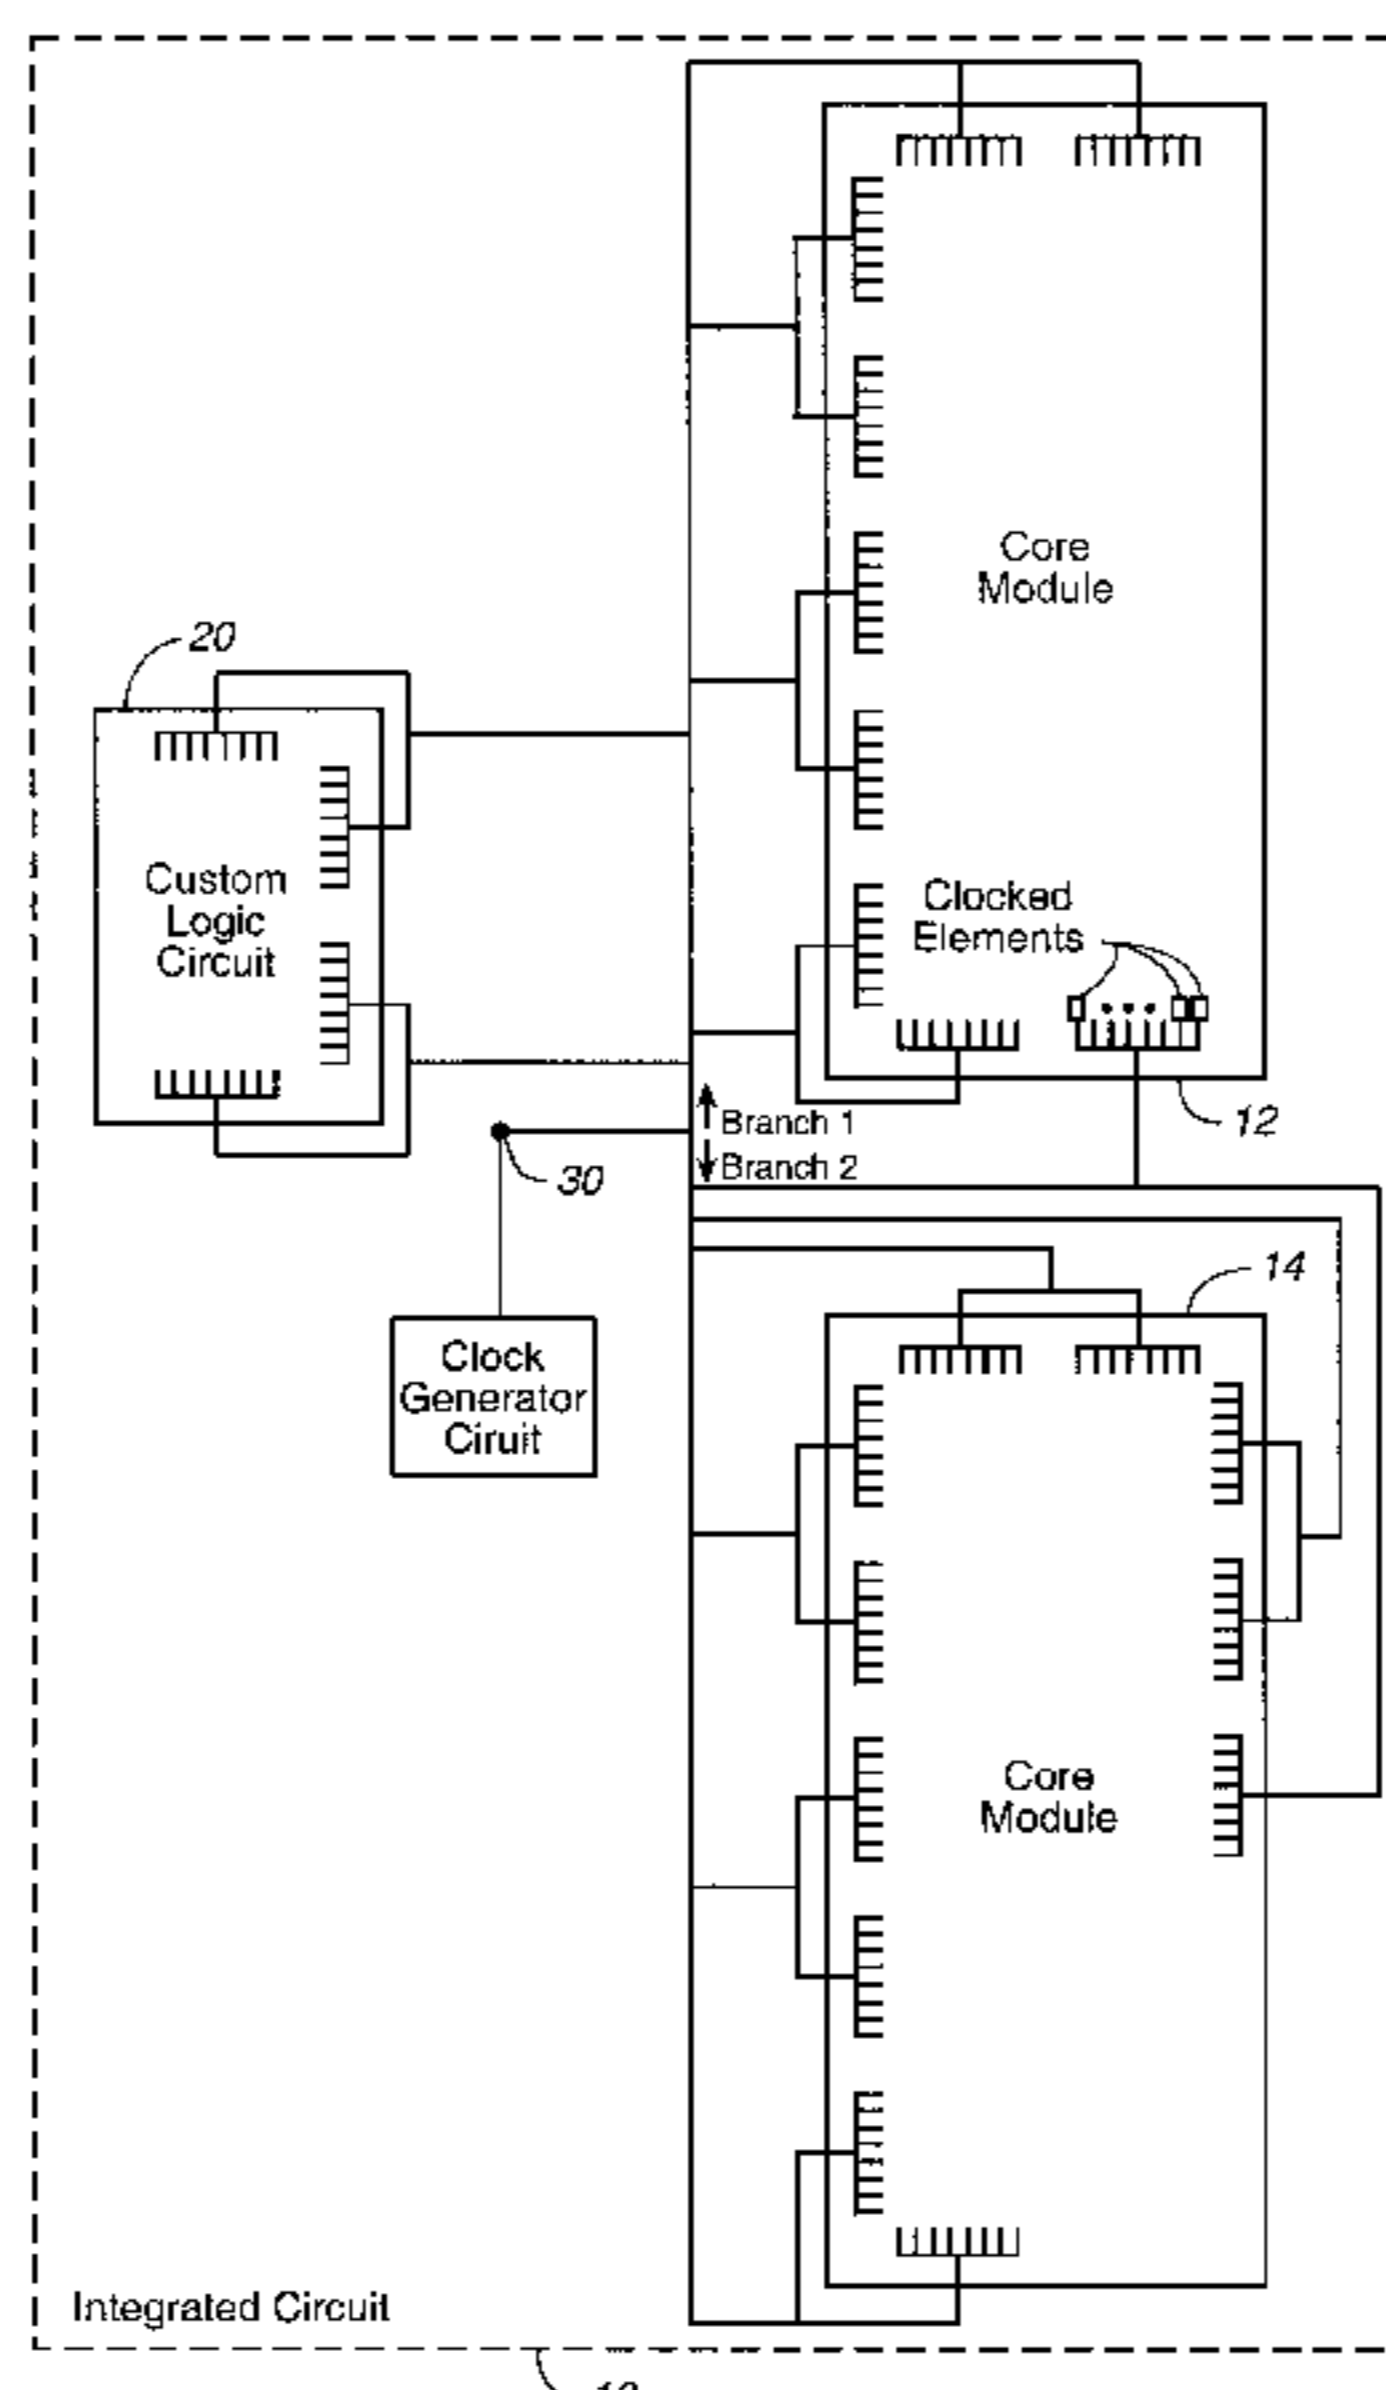 Core
Module
20
Custom
Logic
Circuit
Clocked
Elements
12
Branch 1
Branch 2
30
14
Clock
Generator
Ciruit
Core
Module
Integrated Circuit